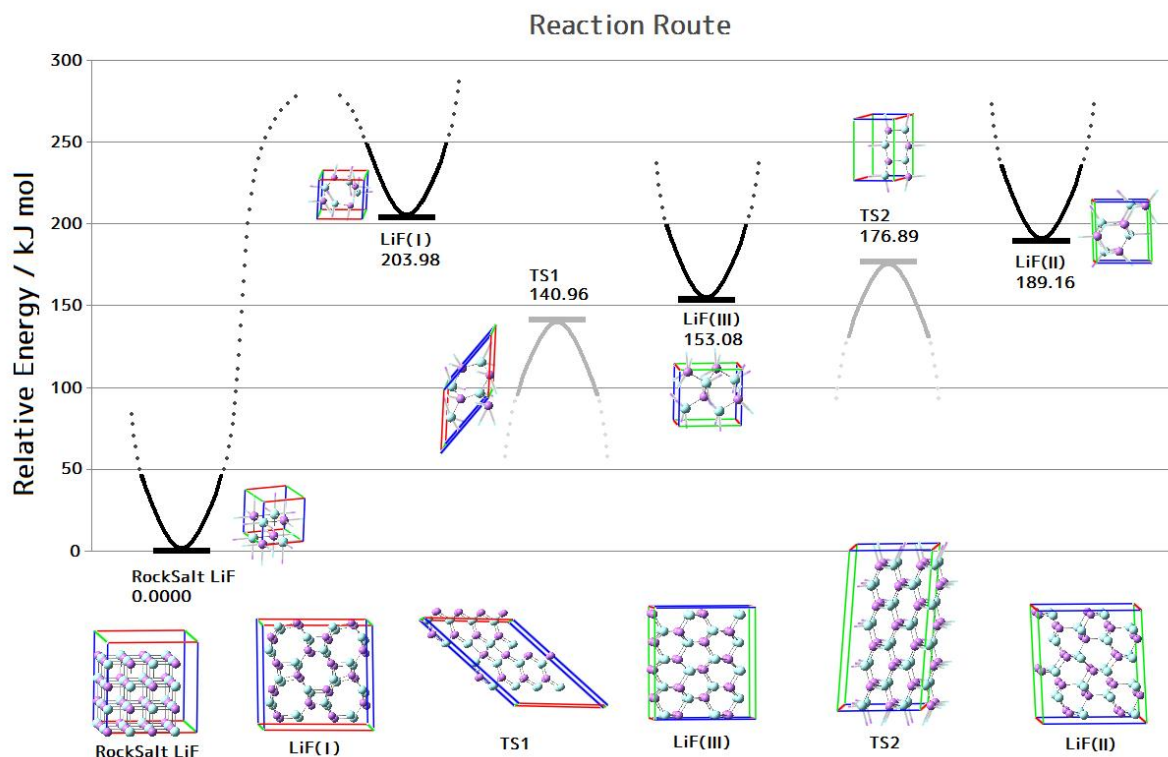 Reaction Route
Relative Energy / kJ mol
300
250
200
150
100
50
0
RockSalt LiF
0.0000
LiF(I)
203.98
TS1
140.96
LiF(III)
153.08
TS2
176.89
LiF(II)
189.16
RockSalt LiF
LiF(I)
TS1
LiF(III)
TS2
LiF(II)